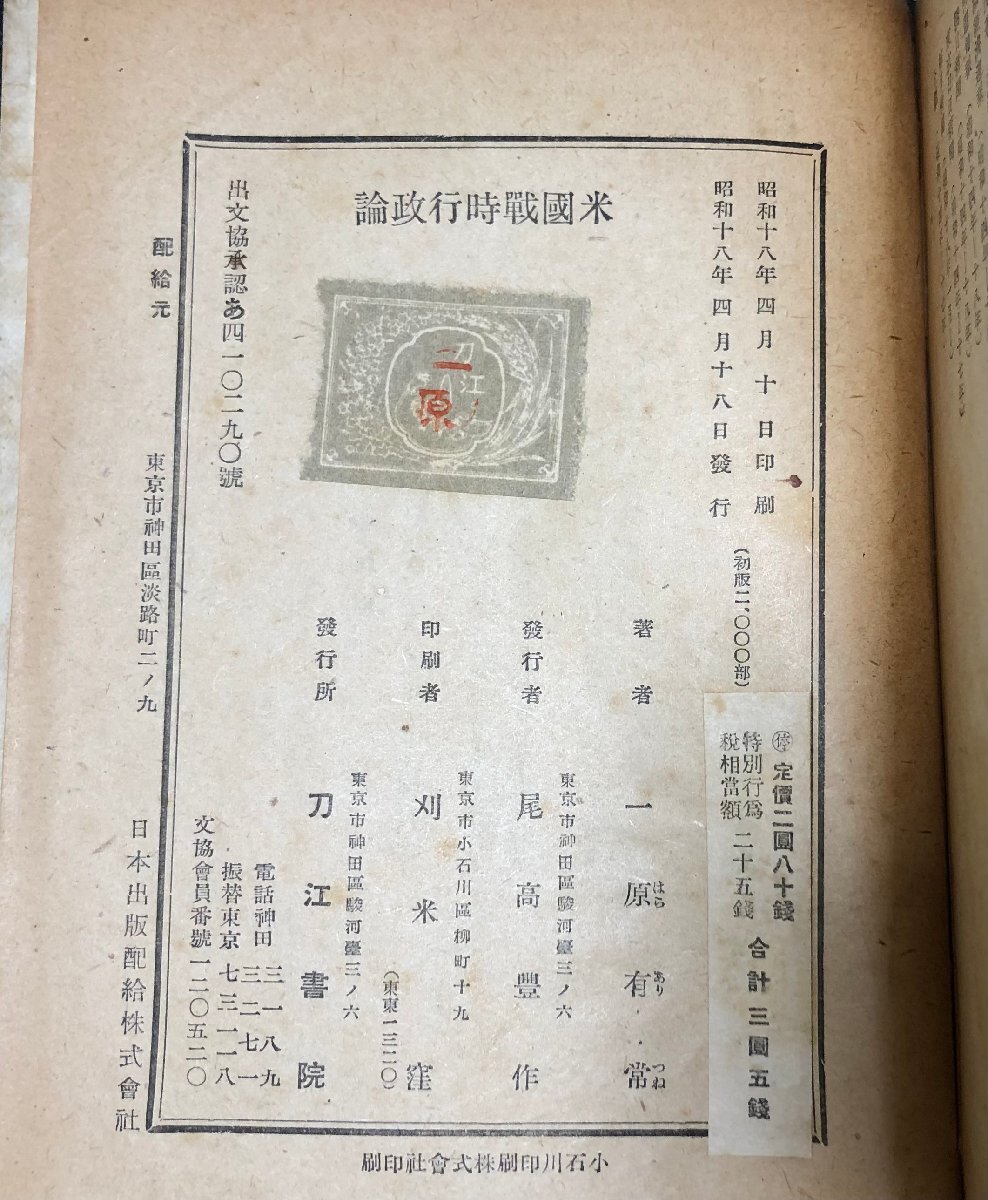 昭和十八年四月十日印刷
昭和十八年四月十八日發行
(初版二、〇〇〇部)
㊡定價二圓八十錢
特別行爲税相當額 二十五錢
合計三圓五錢
論政行時戰國米
刀江
一原
著者 一原有常
はら あり つね
發行者 尾高豐作
東京市神田區駿河臺三ノ六
印刷者 刈米窪
東京市小石川區柳町十九
(東東一三二〇)
發行所 刀江書院
東京市神田區駿河臺三ノ六
電話神田 三一八九
三二七一
振替東京 七三一一八
文協會員番號一二〇五二〇
出文協承認あ四一〇二九〇號
配給元 東京市神田區淡路町二ノ九 日本出版配給株式會社
刷印社會式株刷印川石小